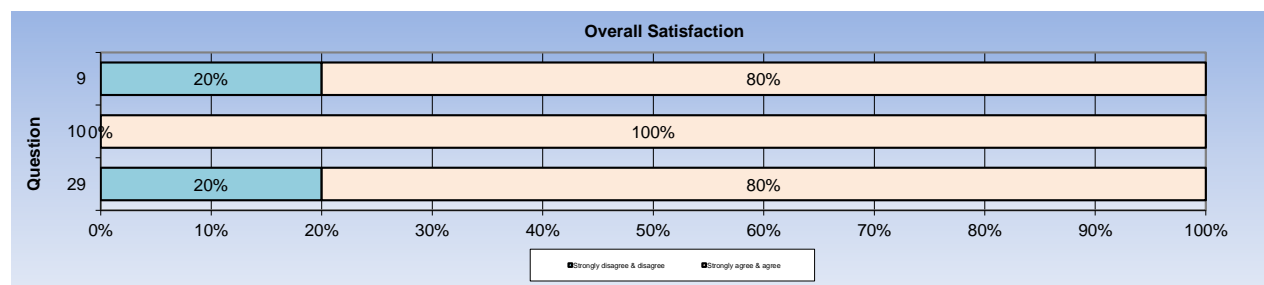 Overall Satisfaction
Question
9 20% 80%
10 0% 100%
29 20% 80%
0% 10% 20% 30% 40% 50% 60% 70% 80% 90% 100%
Strongly disagree & disagree Strongly agree & agree